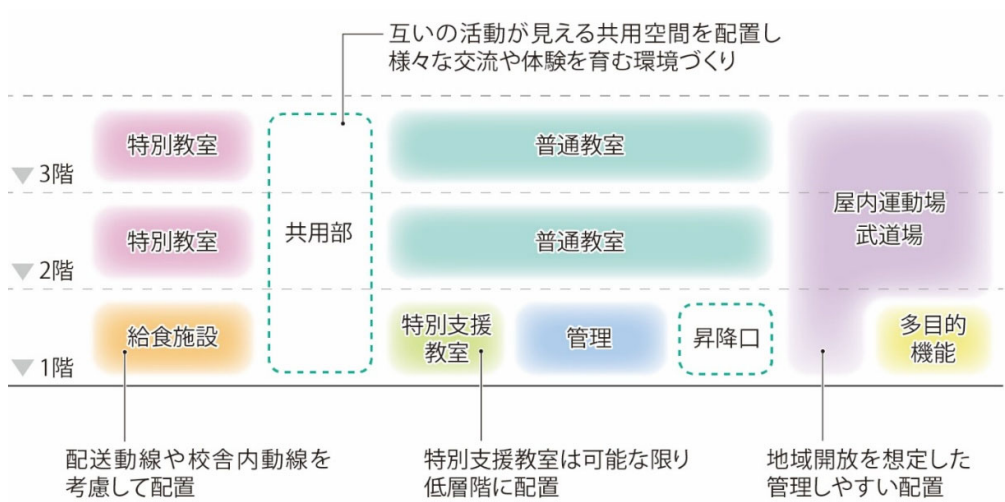 互いの活動が見える共用空間を配置し
様々な交流や体験を育む環境づくり
特別教室
普通教室
▼3階
屋内運動場
武道場
特別教室
共用部
普通教室
▼2階
給食施設
特別支援
教室
管理
昇降口
多目的
機能
▼1階
配送動線や校舎内動線を
考慮して配置
特別支援教室は可能な限り
低層階に配置
地域開放を想定した
管理しやすい配置